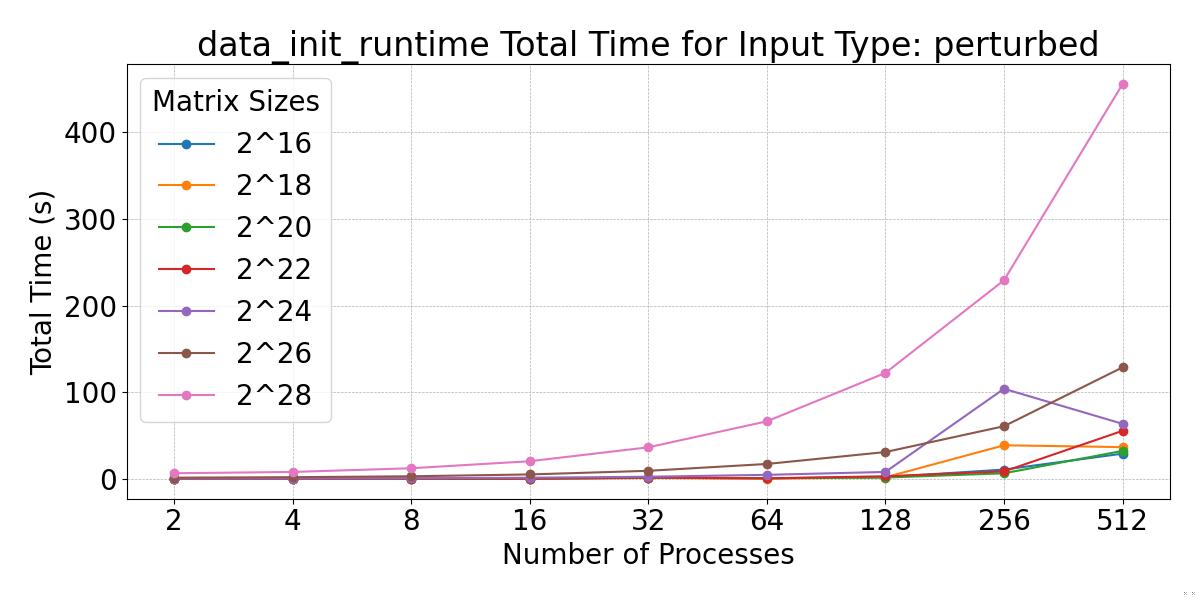 data_init_runtime Total Time for Input Type: perturbed
Matrix Sizes
2^16
2^18
2^20
2^22
2^24
2^26
2^28
Total Time (s)
400
300
200
100
0
2 4 8 16 32 64 128 256 512
Number of Processes